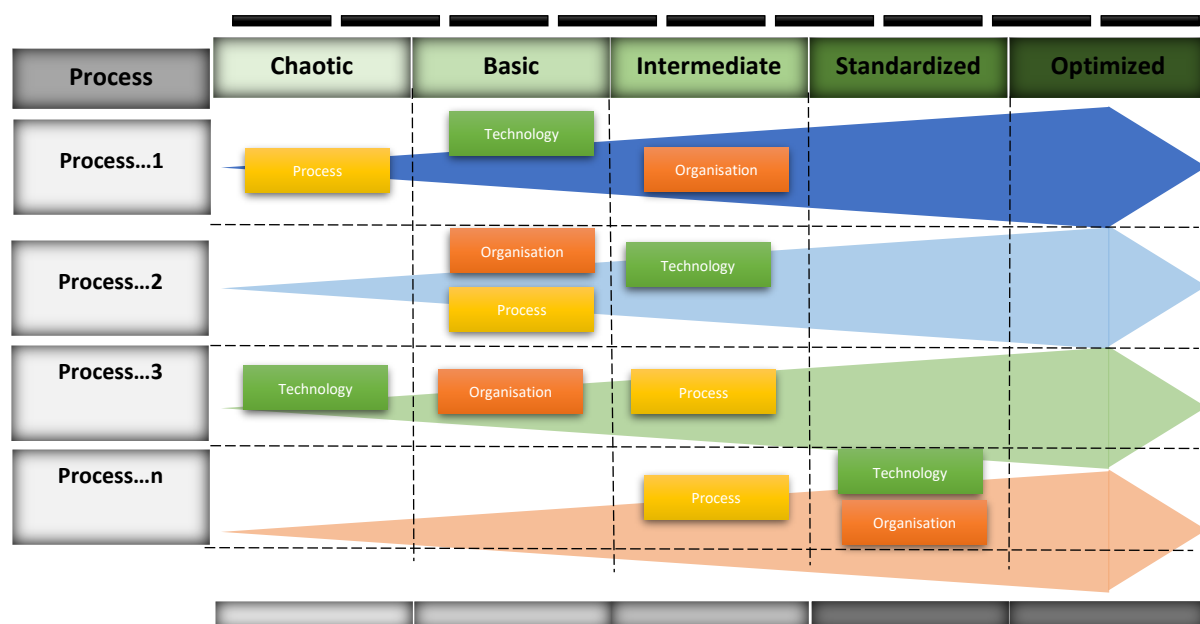 Process
Chaotic
Basic
Intermediate
Standardized
Optimized
Process...1
Process
Technology
Organisation
Process...2
Organisation
Process
Technology
Process...3
Technology
Organisation
Process
Process...n
Process
Technology
Organisation